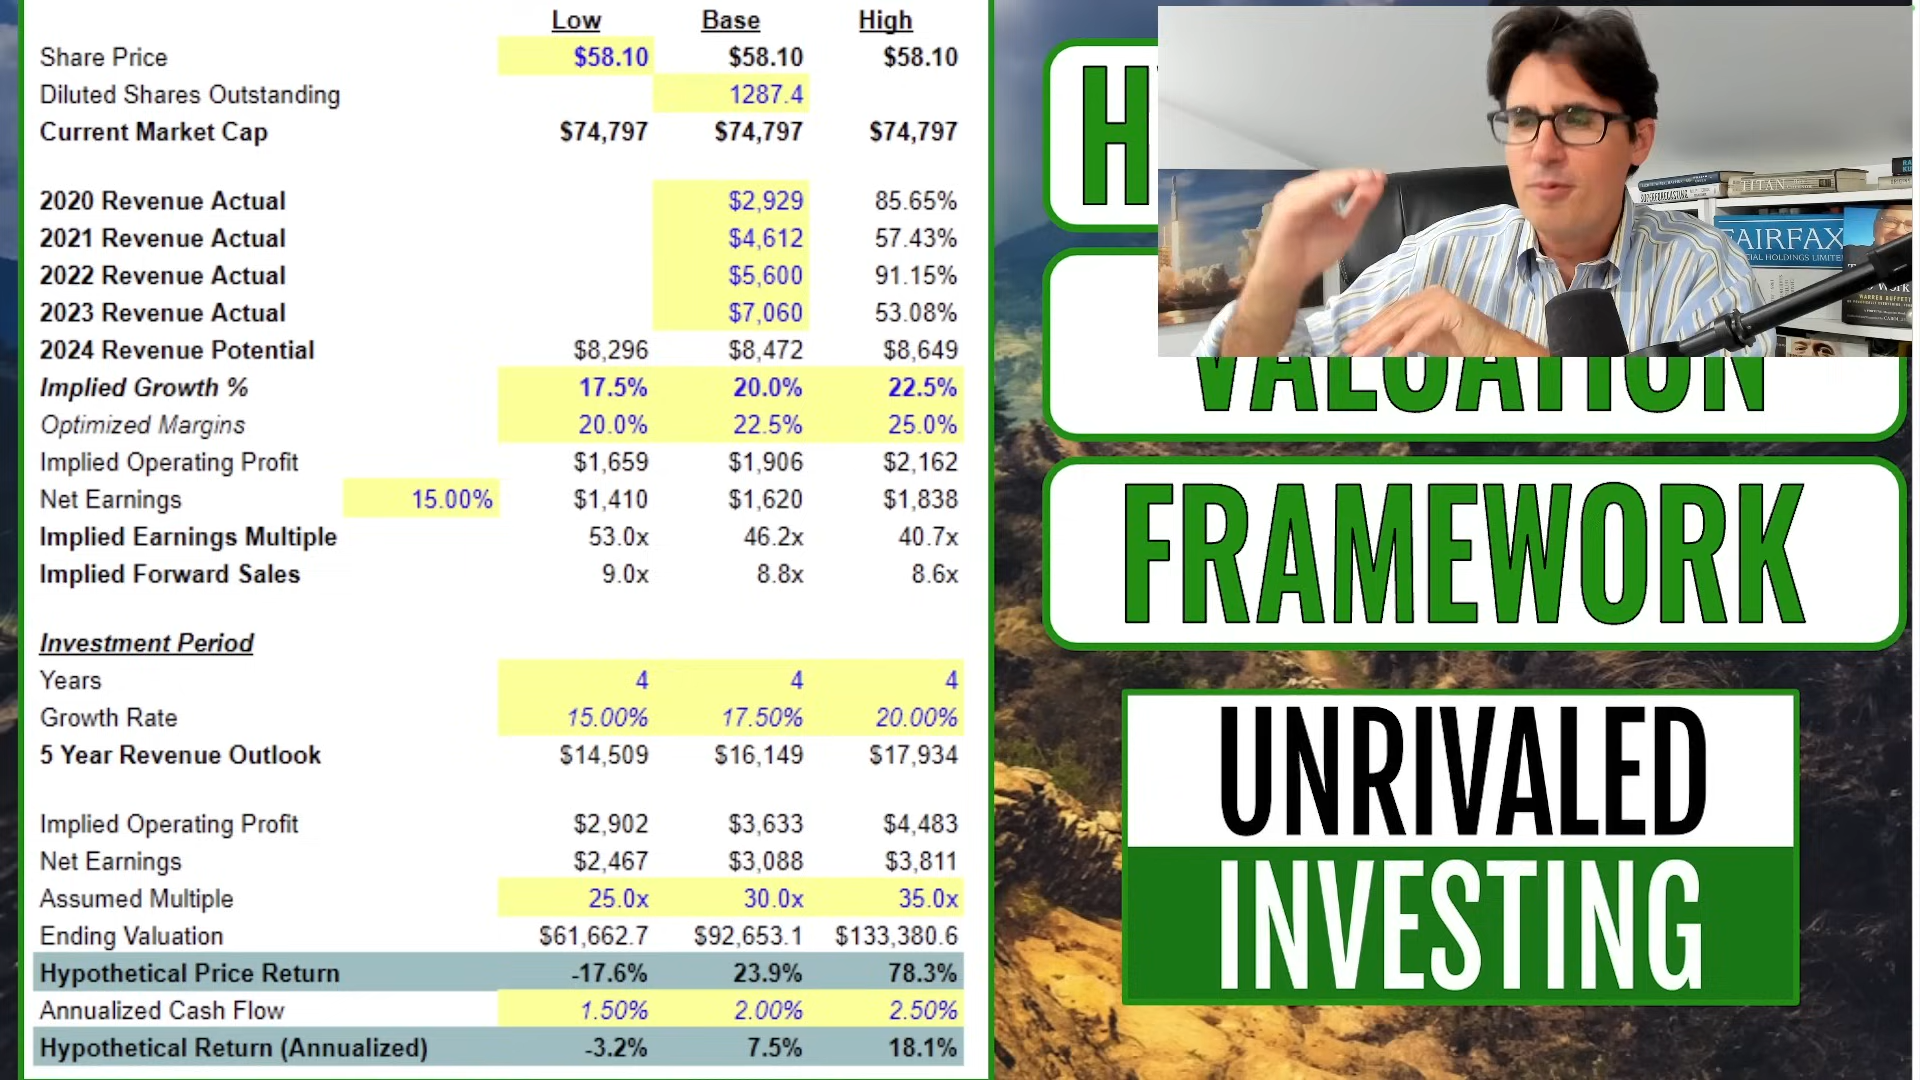 Low Base High
Share Price $58.10 $58.10 $58.10
Diluted Shares Outstanding 1287.4
Current Market Cap $74,797 $74,797 $74,797
2020 Revenue Actual $2,929 85.65%
2021 Revenue Actual $4,612 57.43%
2022 Revenue Actual $5,600 91.15%
2023 Revenue Actual $7,060 53.08%
2024 Revenue Potential $8,296 $8,472 $8,649
Implied Growth % 17.5% 20.0% 22.5%
Optimized Margins 20.0% 22.5% 25.0%
Implied Operating Profit $1,659 $1,906 $2,162
Net Earnings 15.00% $1,410 $1,620 $1,838
Implied Earnings Multiple 53.0x 46.2x 40.7x
Implied Forward Sales 9.0x 8.8x 8.6x
Investment Period
Years 4 4 4
Growth Rate 15.00% 17.50% 20.00%
5 Year Revenue Outlook $14,509 $16,149 $17,934
Implied Operating Profit $2,902 $3,633 $4,483
Net Earnings $2,467 $3,088 $3,811
Assumed Multiple 25.0x 30.0x 35.0x
Ending Valuation $61,662.7 $92,653.1 $133,380.6
Hypothetical Price Return -17.6% 23.9% 78.3%
Annualized Cash Flow 1.50% 2.00% 2.50%
Hypothetical Return (Annualized) -3.2% 7.5% 18.1%
VALUATION
FRAMEWORK
UNRIVALED
INVESTING
TITAN
FAIRFAX